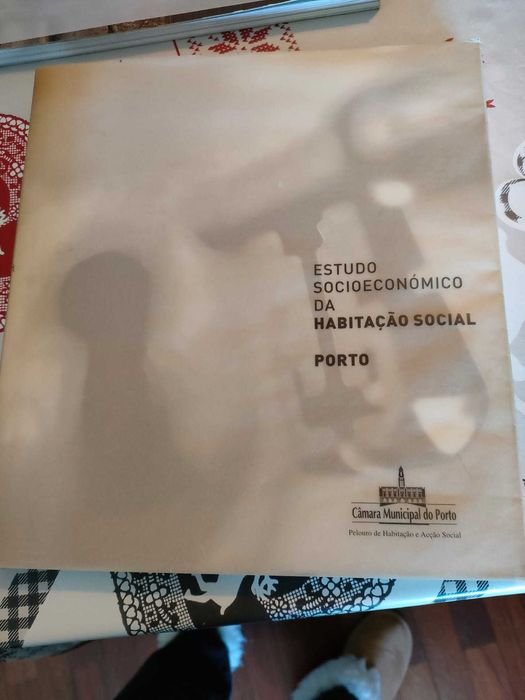 ESTUDO
SOCIOECONÓMICO
DA
HABITAÇÃO SOCIAL
PORTO
Câmara Municipal do Porto
Pelouro de Habitação e Acção Social